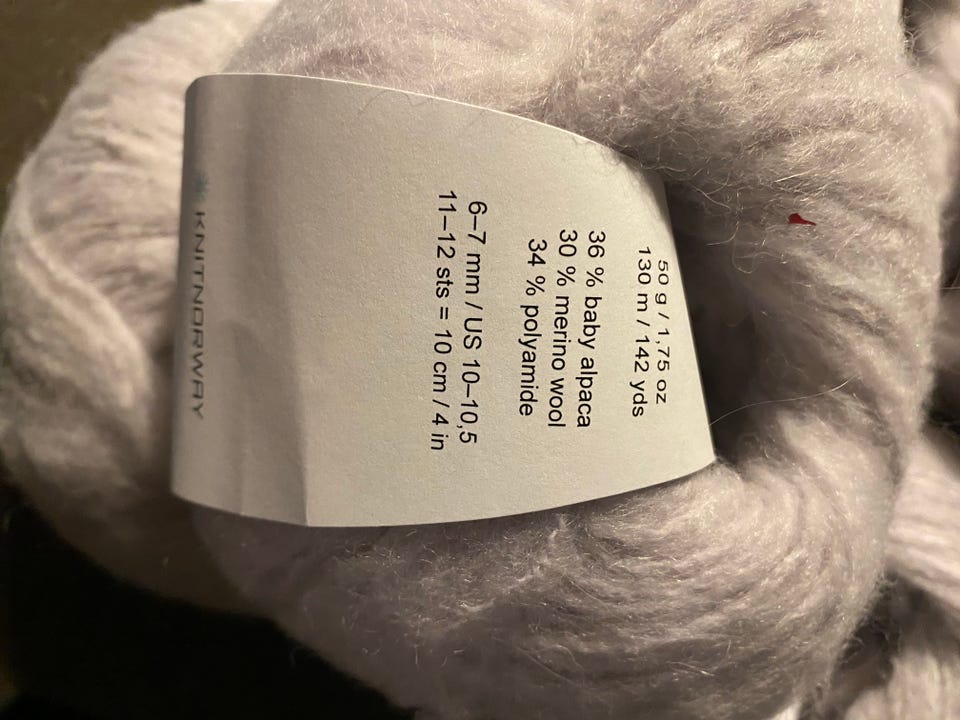 50 g / 1,75 oz
130 m / 142 yds
36 % baby alpaca
30 % merino wool
34 % polyamide
6–7 mm / US 10–10,5
11–12 sts = 10 cm / 4 in
KNITNORWAY